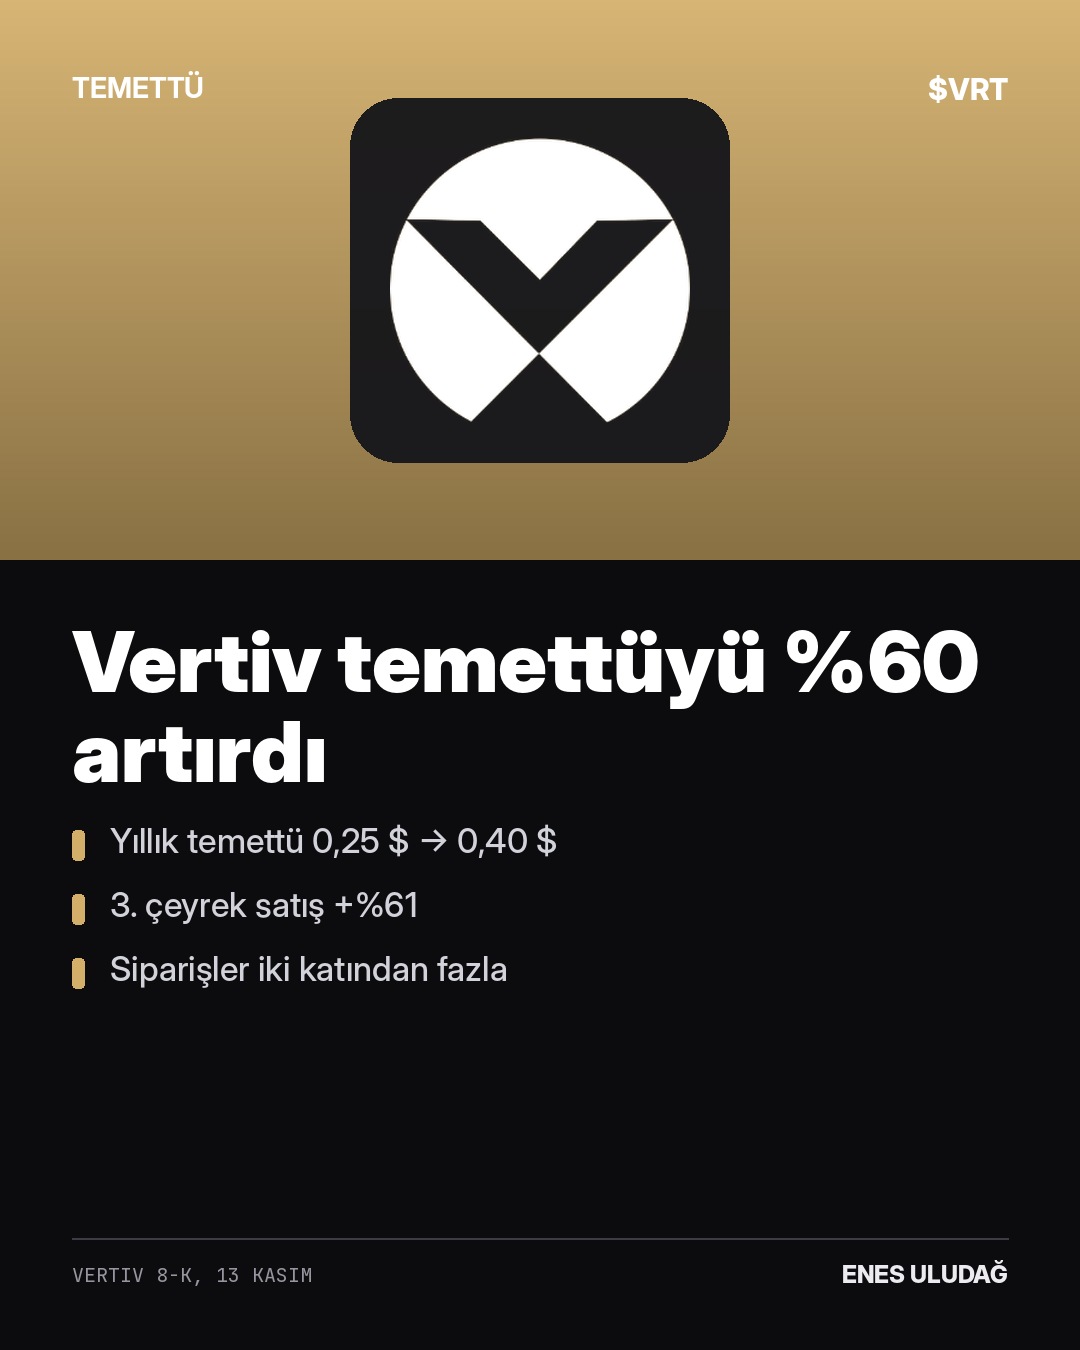 TEMETTÜ
$VRT
Vertiv temettüyü %60
artırdı
Yıllık temettü 0,25 $ → 0,40 $
3. çeyrek satış +%61
Siparişler iki katından fazla
VERTIV 8-K, 13 KASIM
ENES ULUDAĞ